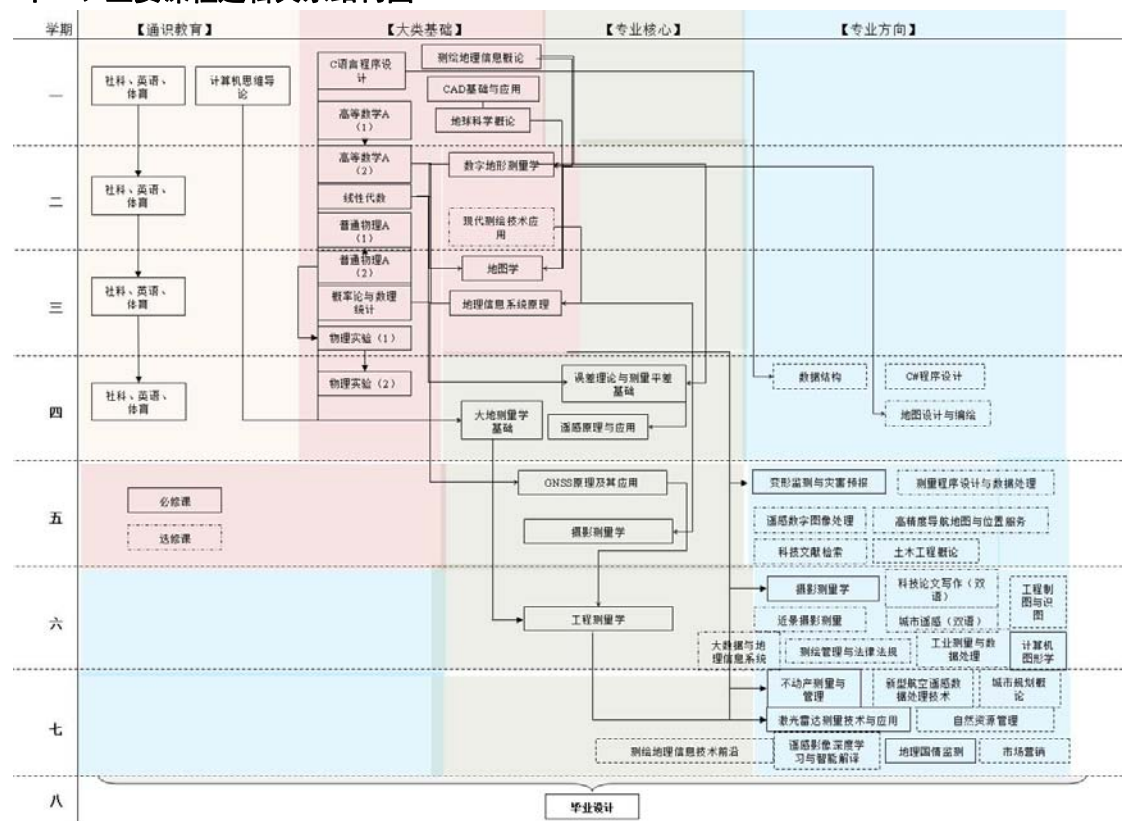 学期
【通识教育】
【大类基础】
【专业核心】
【专业方向】
一
社科、英语、
体育
计算机思维导
论
C语言程序设
计
测绘地理信息概论
CAD基础与应用
高等数学A
（1）
地球科学概论
二
社科、英语、
体育
高等数学A
（2）
数字地形测量学
线性代数
普通物理A
（1）
现代测绘技术应
用
三
社科、英语、
体育
普通物理A
（2）
地图学
概率论与数理
统计
地理信息系统原理
物理实验（1）
四
社科、英语、
体育
物理实验（2）
大地测量学
基础
误差理论与测量平差
基础
遥感原理与应用
数据结构
C#程序设计
地图设计与编绘
五
必修课
选修课
GNSS原理及其应用
摄影测量学
变形监测与灾害预报
测量程序设计与数据处理
遥感数字图像处理
高精度导航地图与位置服务
科技文献检索
土木工程概论
六
工程测量学
摄影测量学
科技论文写作（双
语）
工程制
图与识
图
近景摄影测量
城市遥感（双语）
大数据与地
理信息系统
测绘管理与法律法规
工业测量与数
据处理
计算机
图形学
七
不动产测量与
管理
新型航空遥感数
据处理技术
城市规划概
论
激光雷达测量技术与应用
自然资源管理
测绘地理信息技术前沿
遥感影像深度学
习与智能解译
地理国情监测
市场营销
八
毕业设计